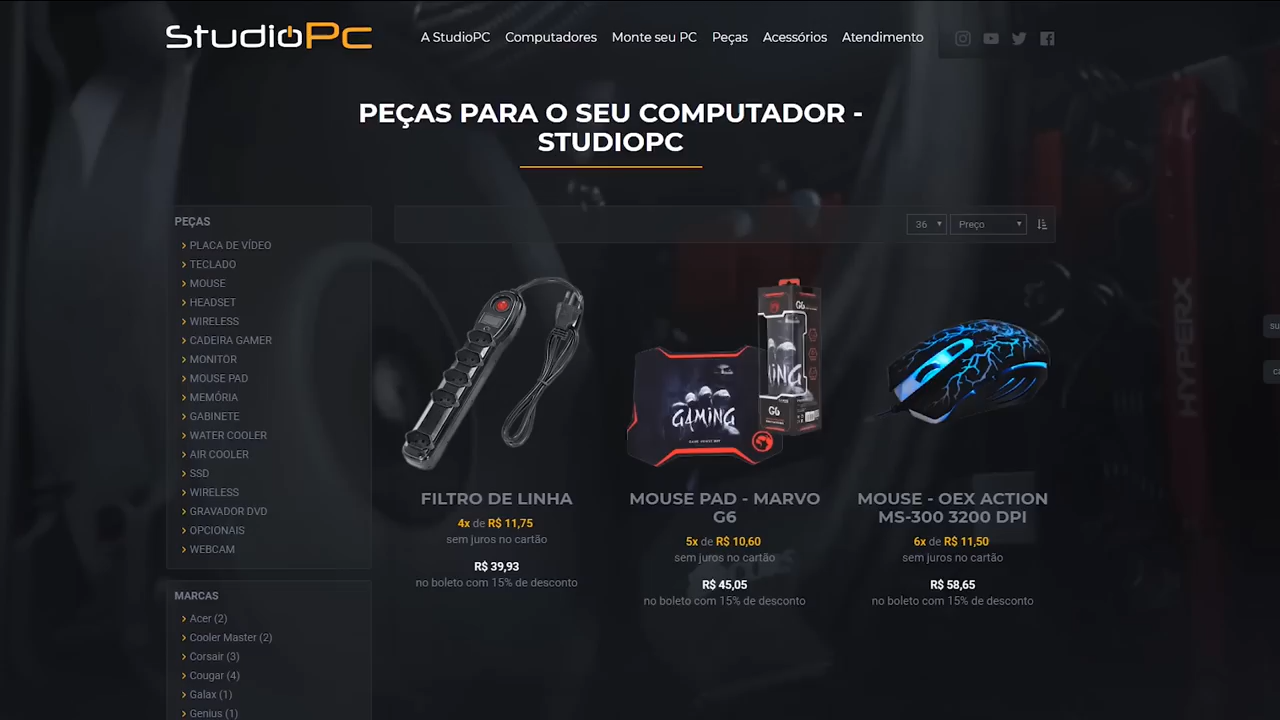 StudioPc
A StudioPC Computadores Monte seu PC Peças Acessórios Atendimento
PEÇAS PARA O SEU COMPUTADOR -
STUDIOPC
PEÇAS
PLACA DE VÍDEO
TECLADO
MOUSE
HEADSET
WIRELESS
CADEIRA GAMER
MONITOR
MOUSE PAD
MEMÓRIA
GABINETE
WATER COOLER
AIR COOLER
SSD
WIRELESS
GRAVADOR DVD
OPCIONAIS
WEBCAM
MARCAS
Acer (2)
Cooler Master (2)
Corsair (3)
Cougar (4)
Galax (1)
Genius (1)
36 Preço
GAMING
G6
G6
FILTRO DE LINHA
4x de R$ 11,75
sem juros no cartão
R$ 39,93
no boleto com 15% de desconto
MOUSE PAD - MARVO
G6
5x de R$ 10,60
sem juros no cartão
R$ 45,05
no boleto com 15% de desconto
MOUSE - OEX ACTION
MS-300 3200 DPI
6x de R$ 11,50
sem juros no cartão
R$ 58,65
no boleto com 15% de desconto
HYPERX